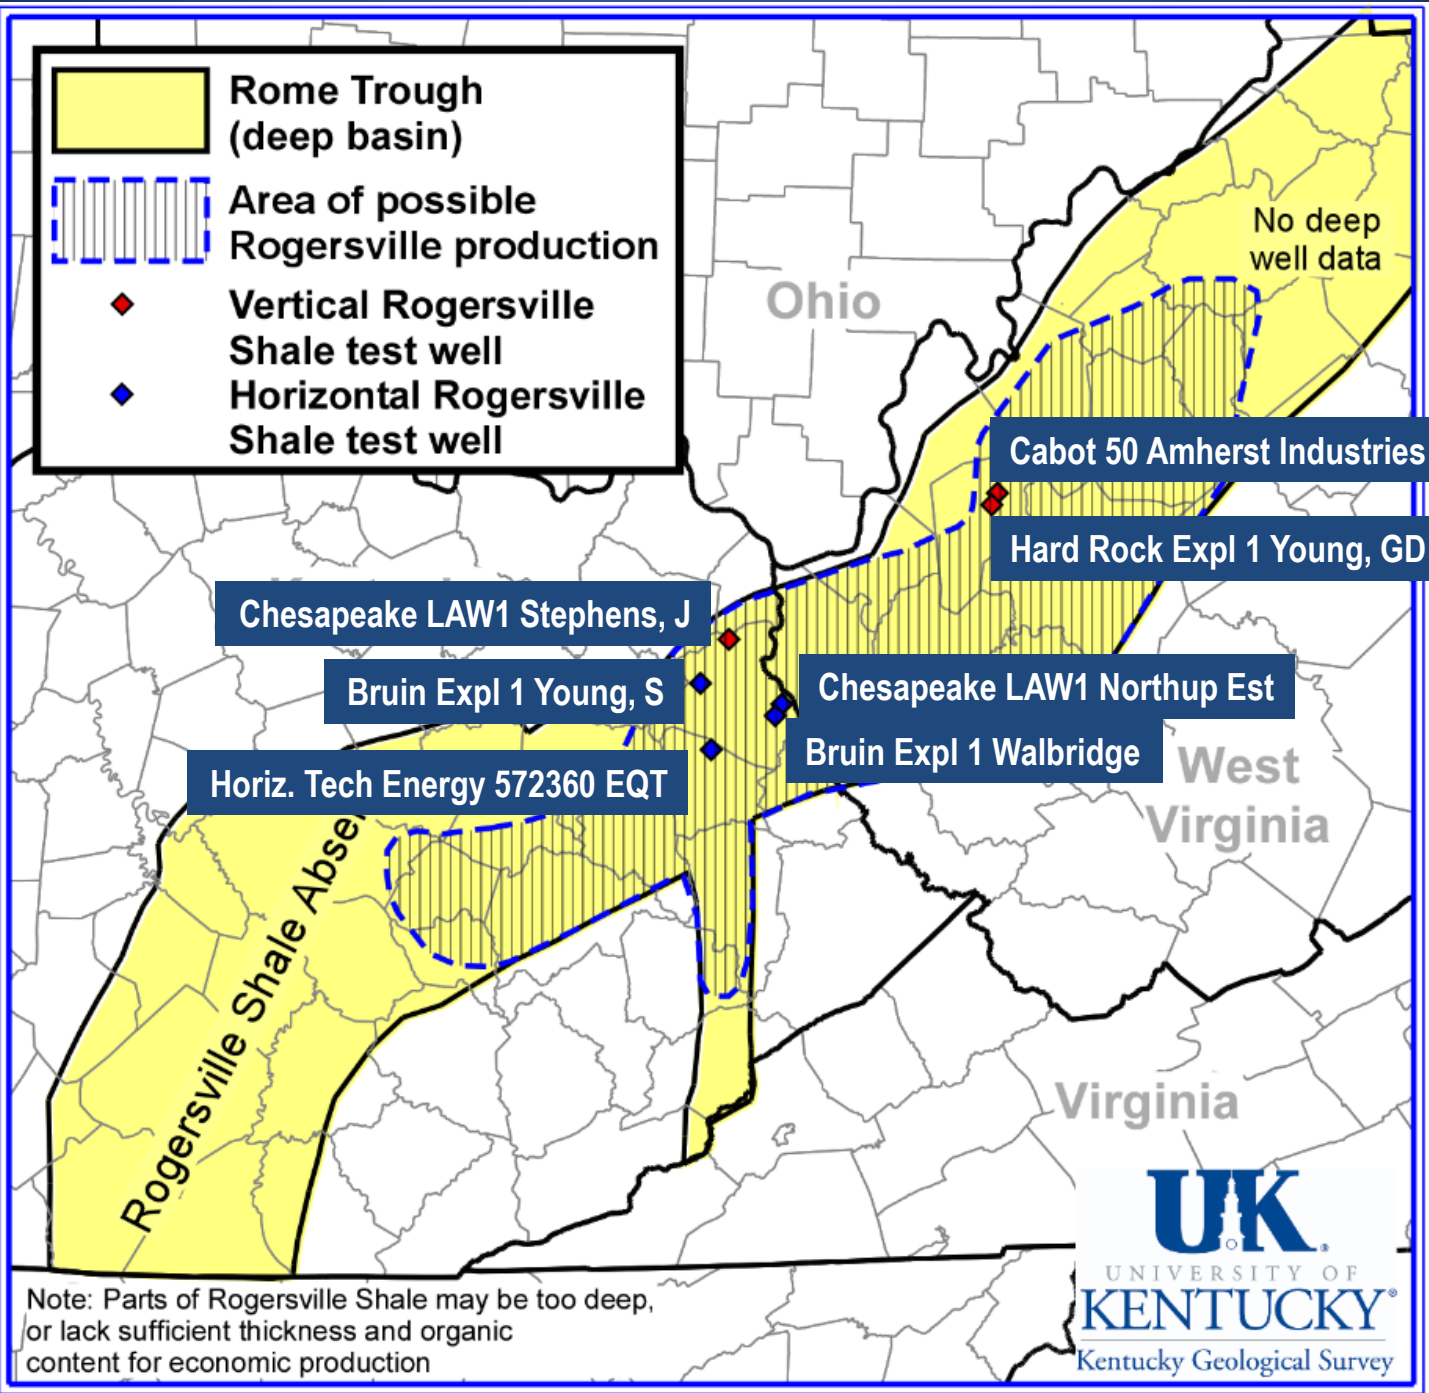 Rome Trough
(deep basin)
Area of possible
Rogersville production
Vertical Rogersville
Shale test well
Horizontal Rogersville
Shale test well
No deep
well data
Ohio
Cabot 50 Amherst Industries
Hard Rock Expl 1 Young, GD
Chesapeake LAW1 Stephens, J
Bruin Expl 1 Young, S
Chesapeake LAW1 Northup Est
Bruin Expl 1 Walbridge
Horiz. Tech Energy 572360 EQT
West
Virginia
Rogersville Shale Absen
Virginia
Note: Parts of Rogersville Shale may be too deep,
or lack sufficient thickness and organic
content for economic production
UK
UNIVERSITY OF
KENTUCKY®
Kentucky Geological Survey